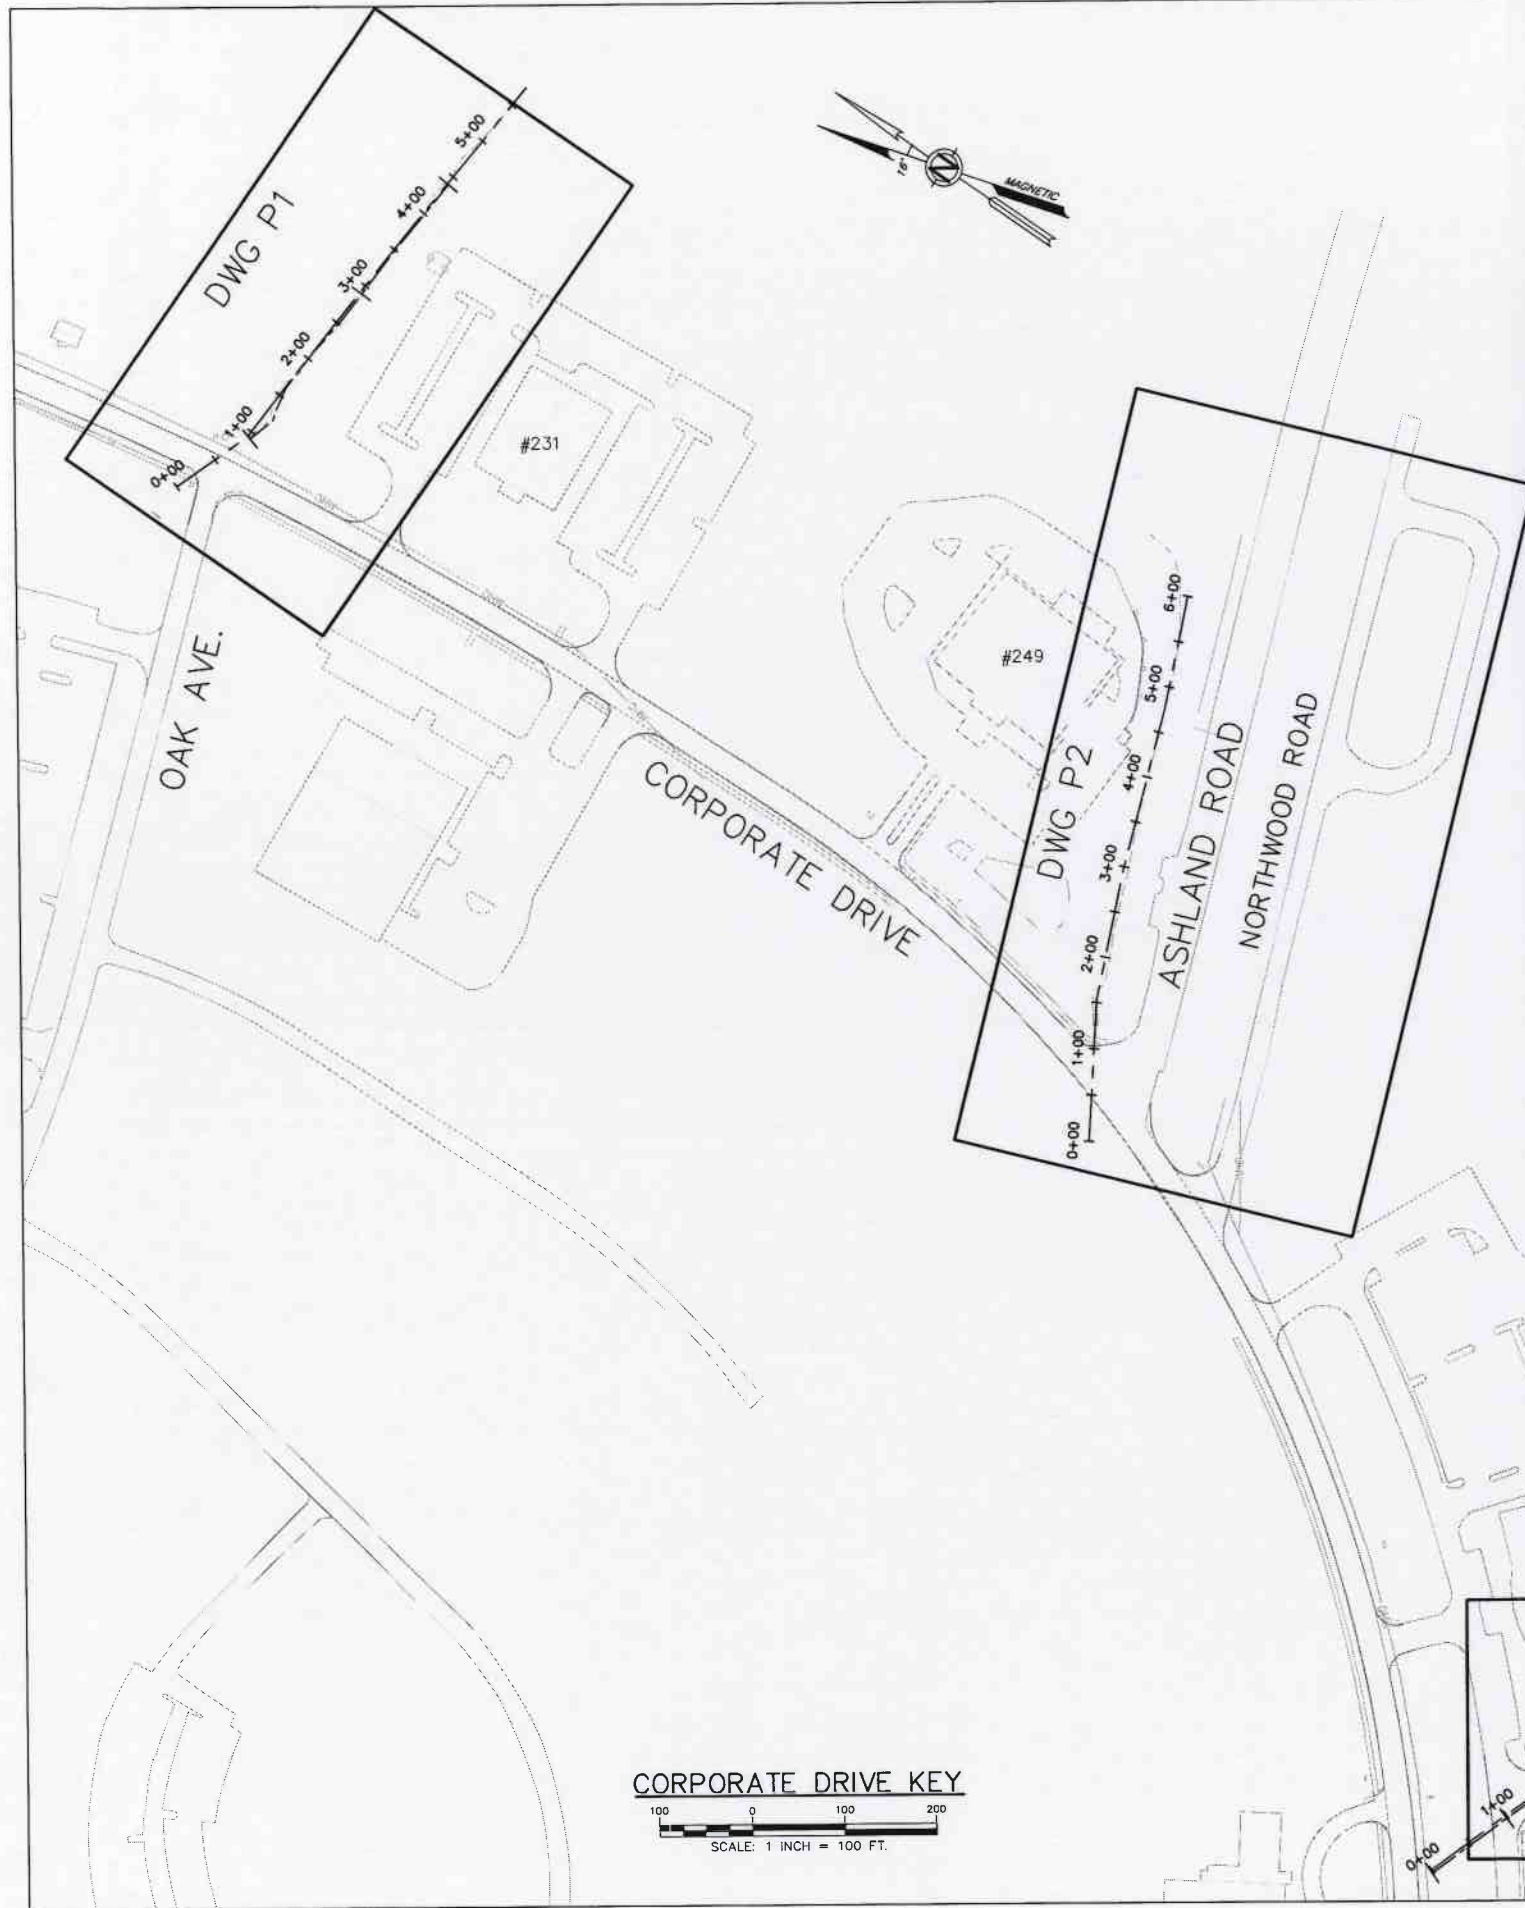 DWG P1
0+00
1+00
2+00
3+00
4+00
5+00
16°
N
MAGNETIC
#231
OAK AVE.
CORPORATE DRIVE
#249
DWG P2
0+00
1+00
2+00
3+00
4+00
5+00
6+00
ASHLAND ROAD
NORTHWOOD ROAD
0+00
1+00
CORPORATE DRIVE KEY
100 0 100 200
SCALE: 1 INCH = 100 FT.